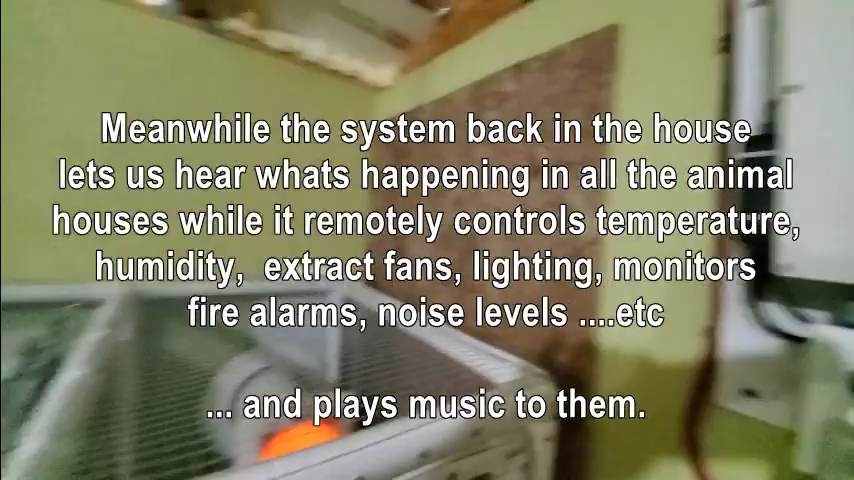 Meanwhile the system back in the house
lets us hear whats happening in all the animal
houses while it remotely controls temperature,
humidity,  extract fans, lighting, monitors
fire alarms, noise levels ....etc
... and plays music to them.